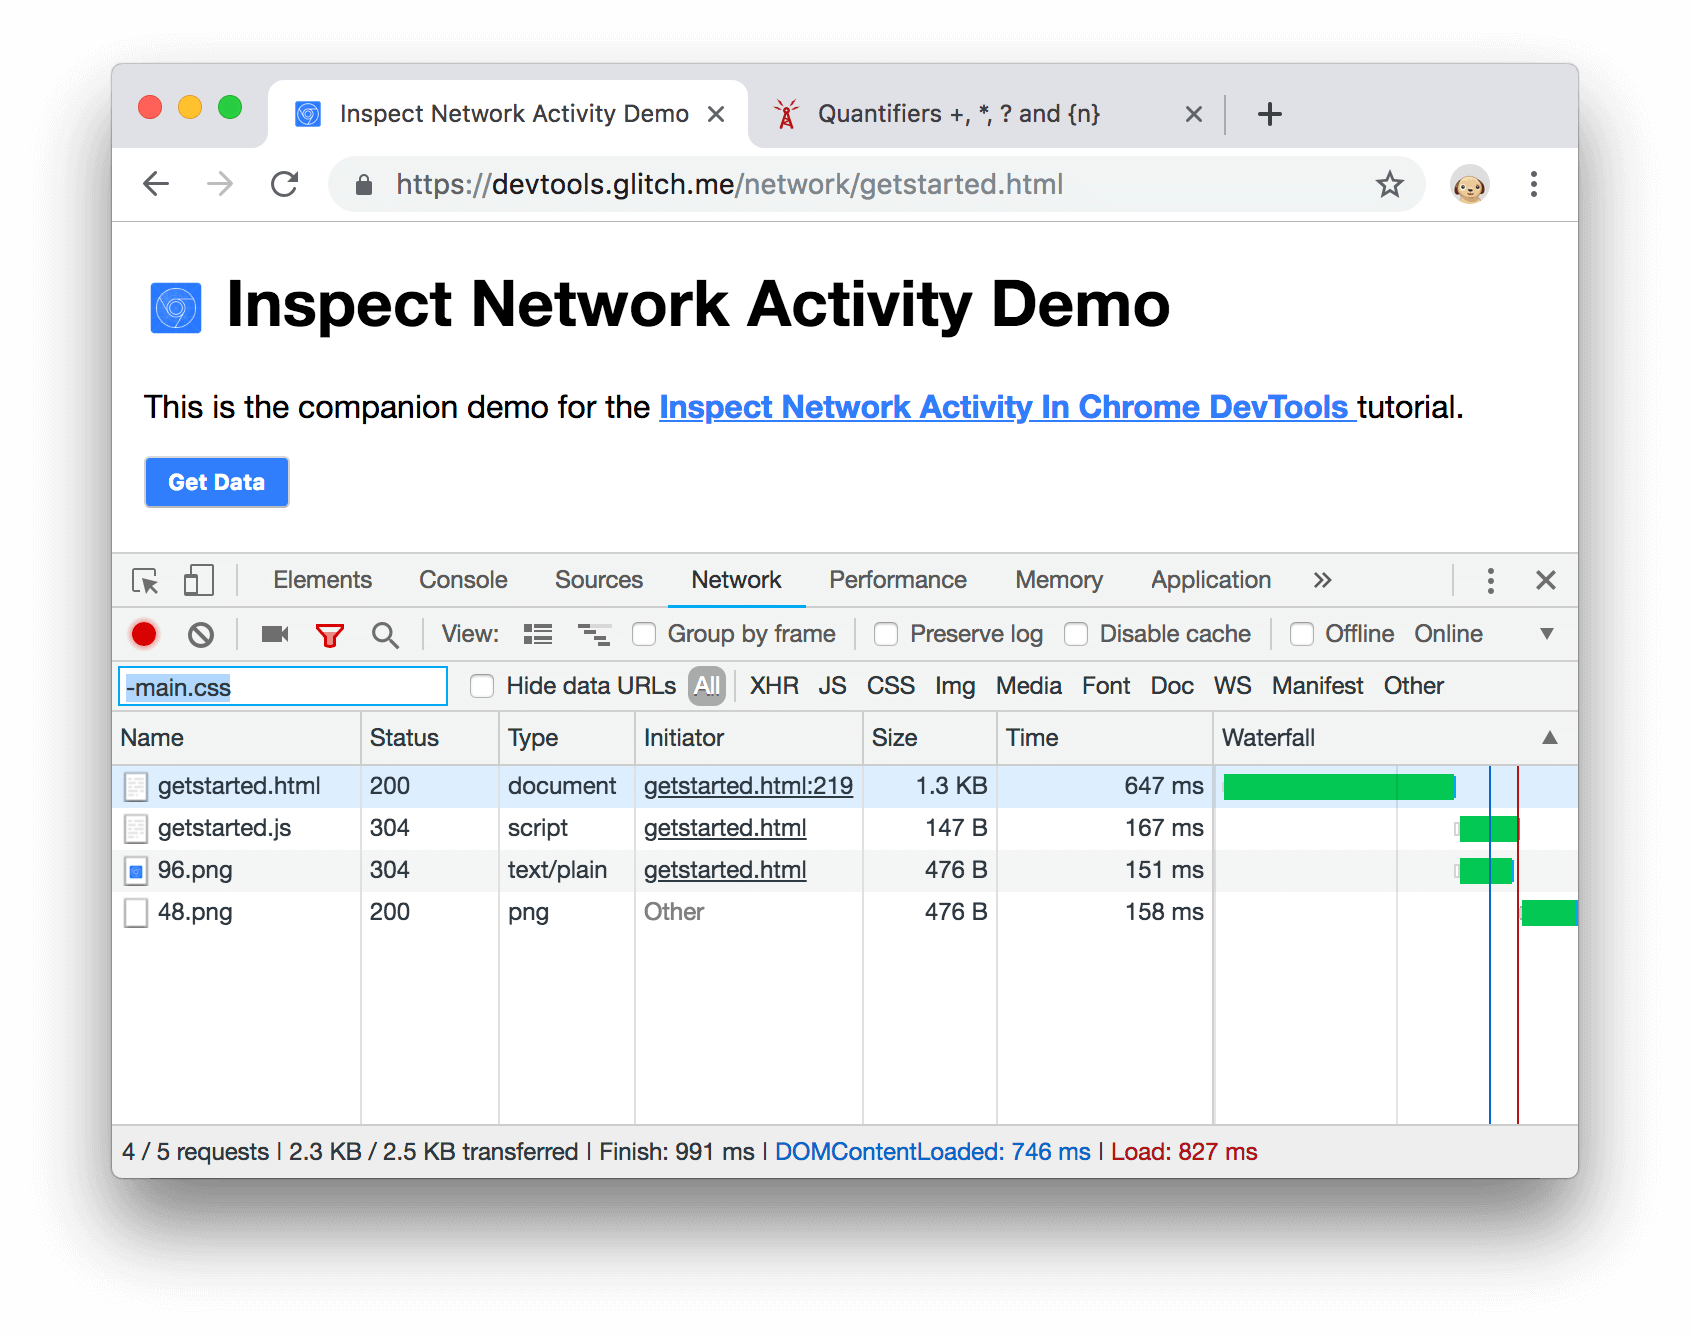 Inspect Network Activity Demo Quantifiers +, *, ? and {n}
https://devtools.glitch.me/network/getstarted.html
Inspect Network Activity Demo
This is the companion demo for the Inspect Network Activity In Chrome DevTools tutorial.
Get Data
Elements Console Sources Network Performance Memory Application
View: Group by frame Preserve log Disable cache Offline Online
-main.css Hide data URLs All XHR JS CSS Img Media Font Doc WS Manifest Other
Name Status Type Initiator Size Time Waterfall
getstarted.html 200 document getstarted.html:219 1.3 KB 647 ms
getstarted.js 304 script getstarted.html 147 B 167 ms
96.png 304 text/plain getstarted.html 476 B 151 ms
48.png 200 png Other 476 B 158 ms
4 / 5 requests | 2.3 KB / 2.5 KB transferred | Finish: 991 ms | DOMContentLoaded: 746 ms | Load: 827 ms